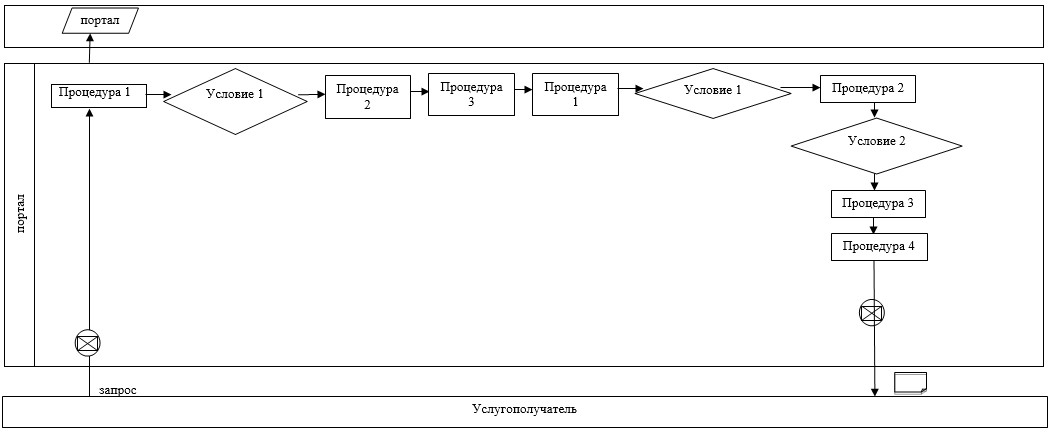 портал
Процедура 1
Условие 1
Процедура
2
Процедура
3
Процедура
1
Условие 1
Процедура 2
Условие 2
Процедура 3
Процедура 4
портал
запрос
Услугополучатель